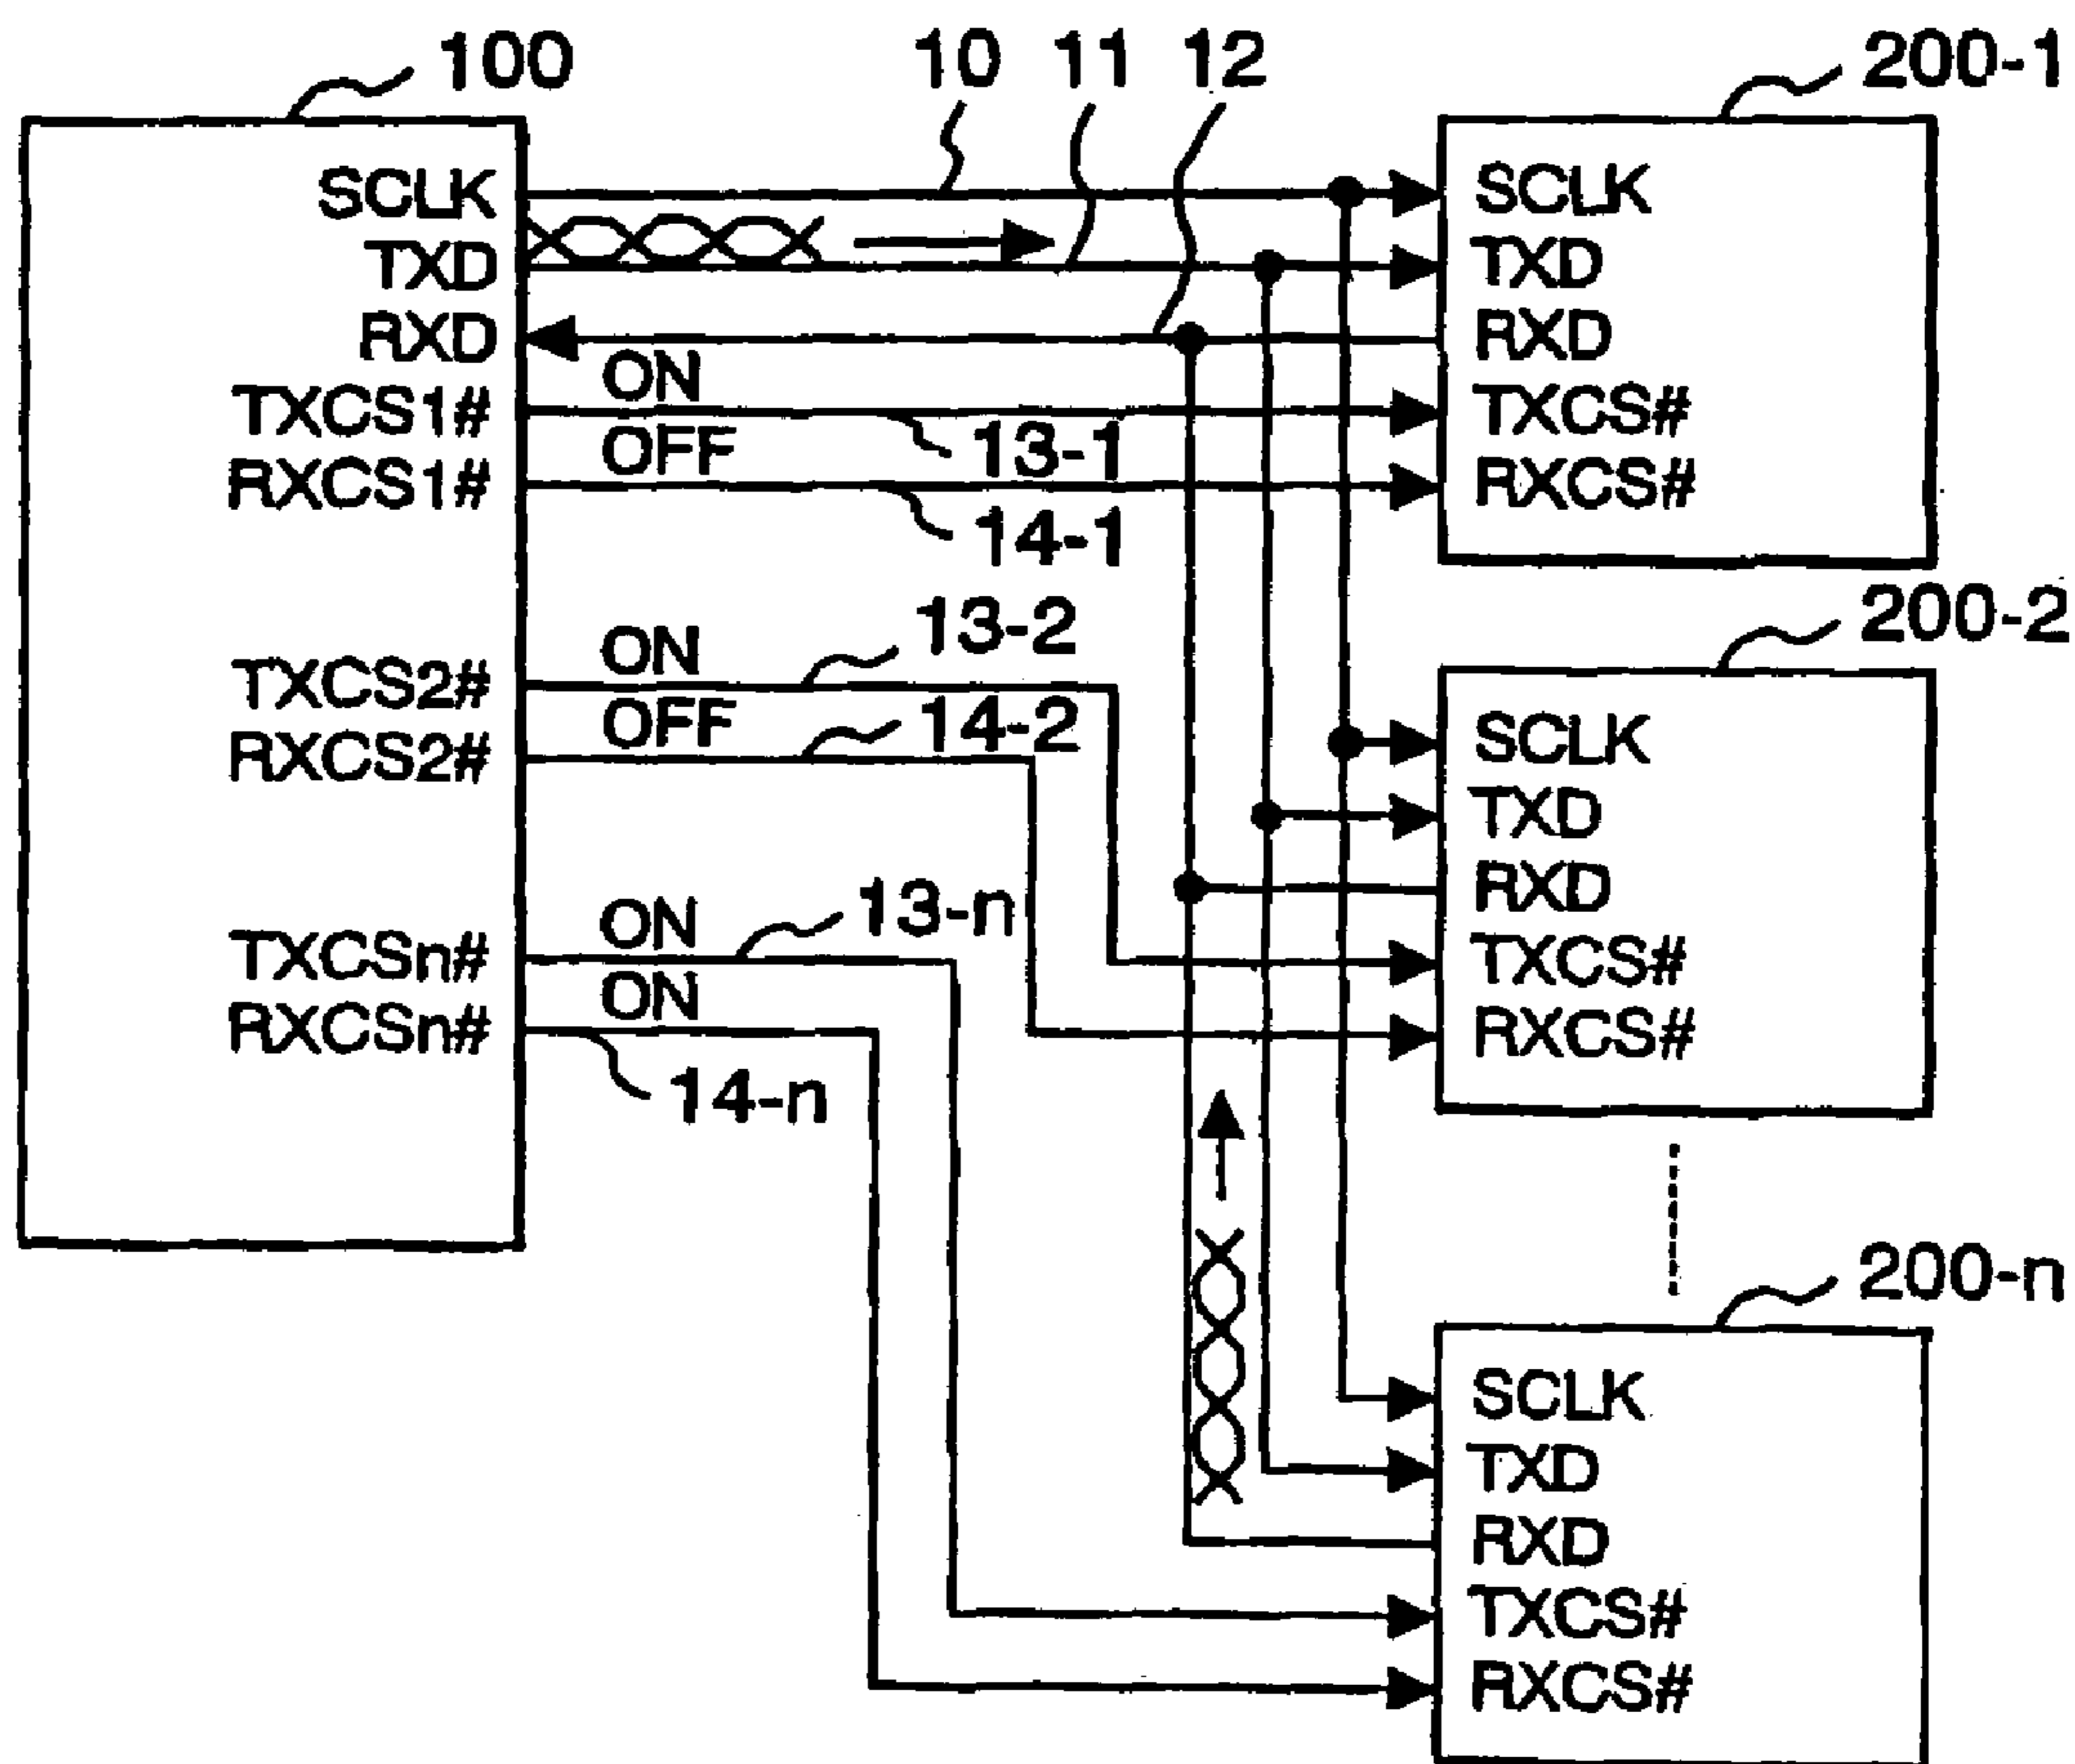 100
10 11 12
200-1
SCLK
TXD
RXD
TXCS1#
RXCS1#
ON
OFF
13-1
14-1
SCLK
TXD
RXD
TXCS#
RXCS#
TXCS2#
RXCS2#
ON
OFF
13-2
14-2
200-2
SCLK
TXD
RXD
TXCS#
RXCS#
TXCSn#
RXCSn#
ON
ON
13-n
14-n
200-n
SCLK
TXD
RXD
TXCS#
RXCS#